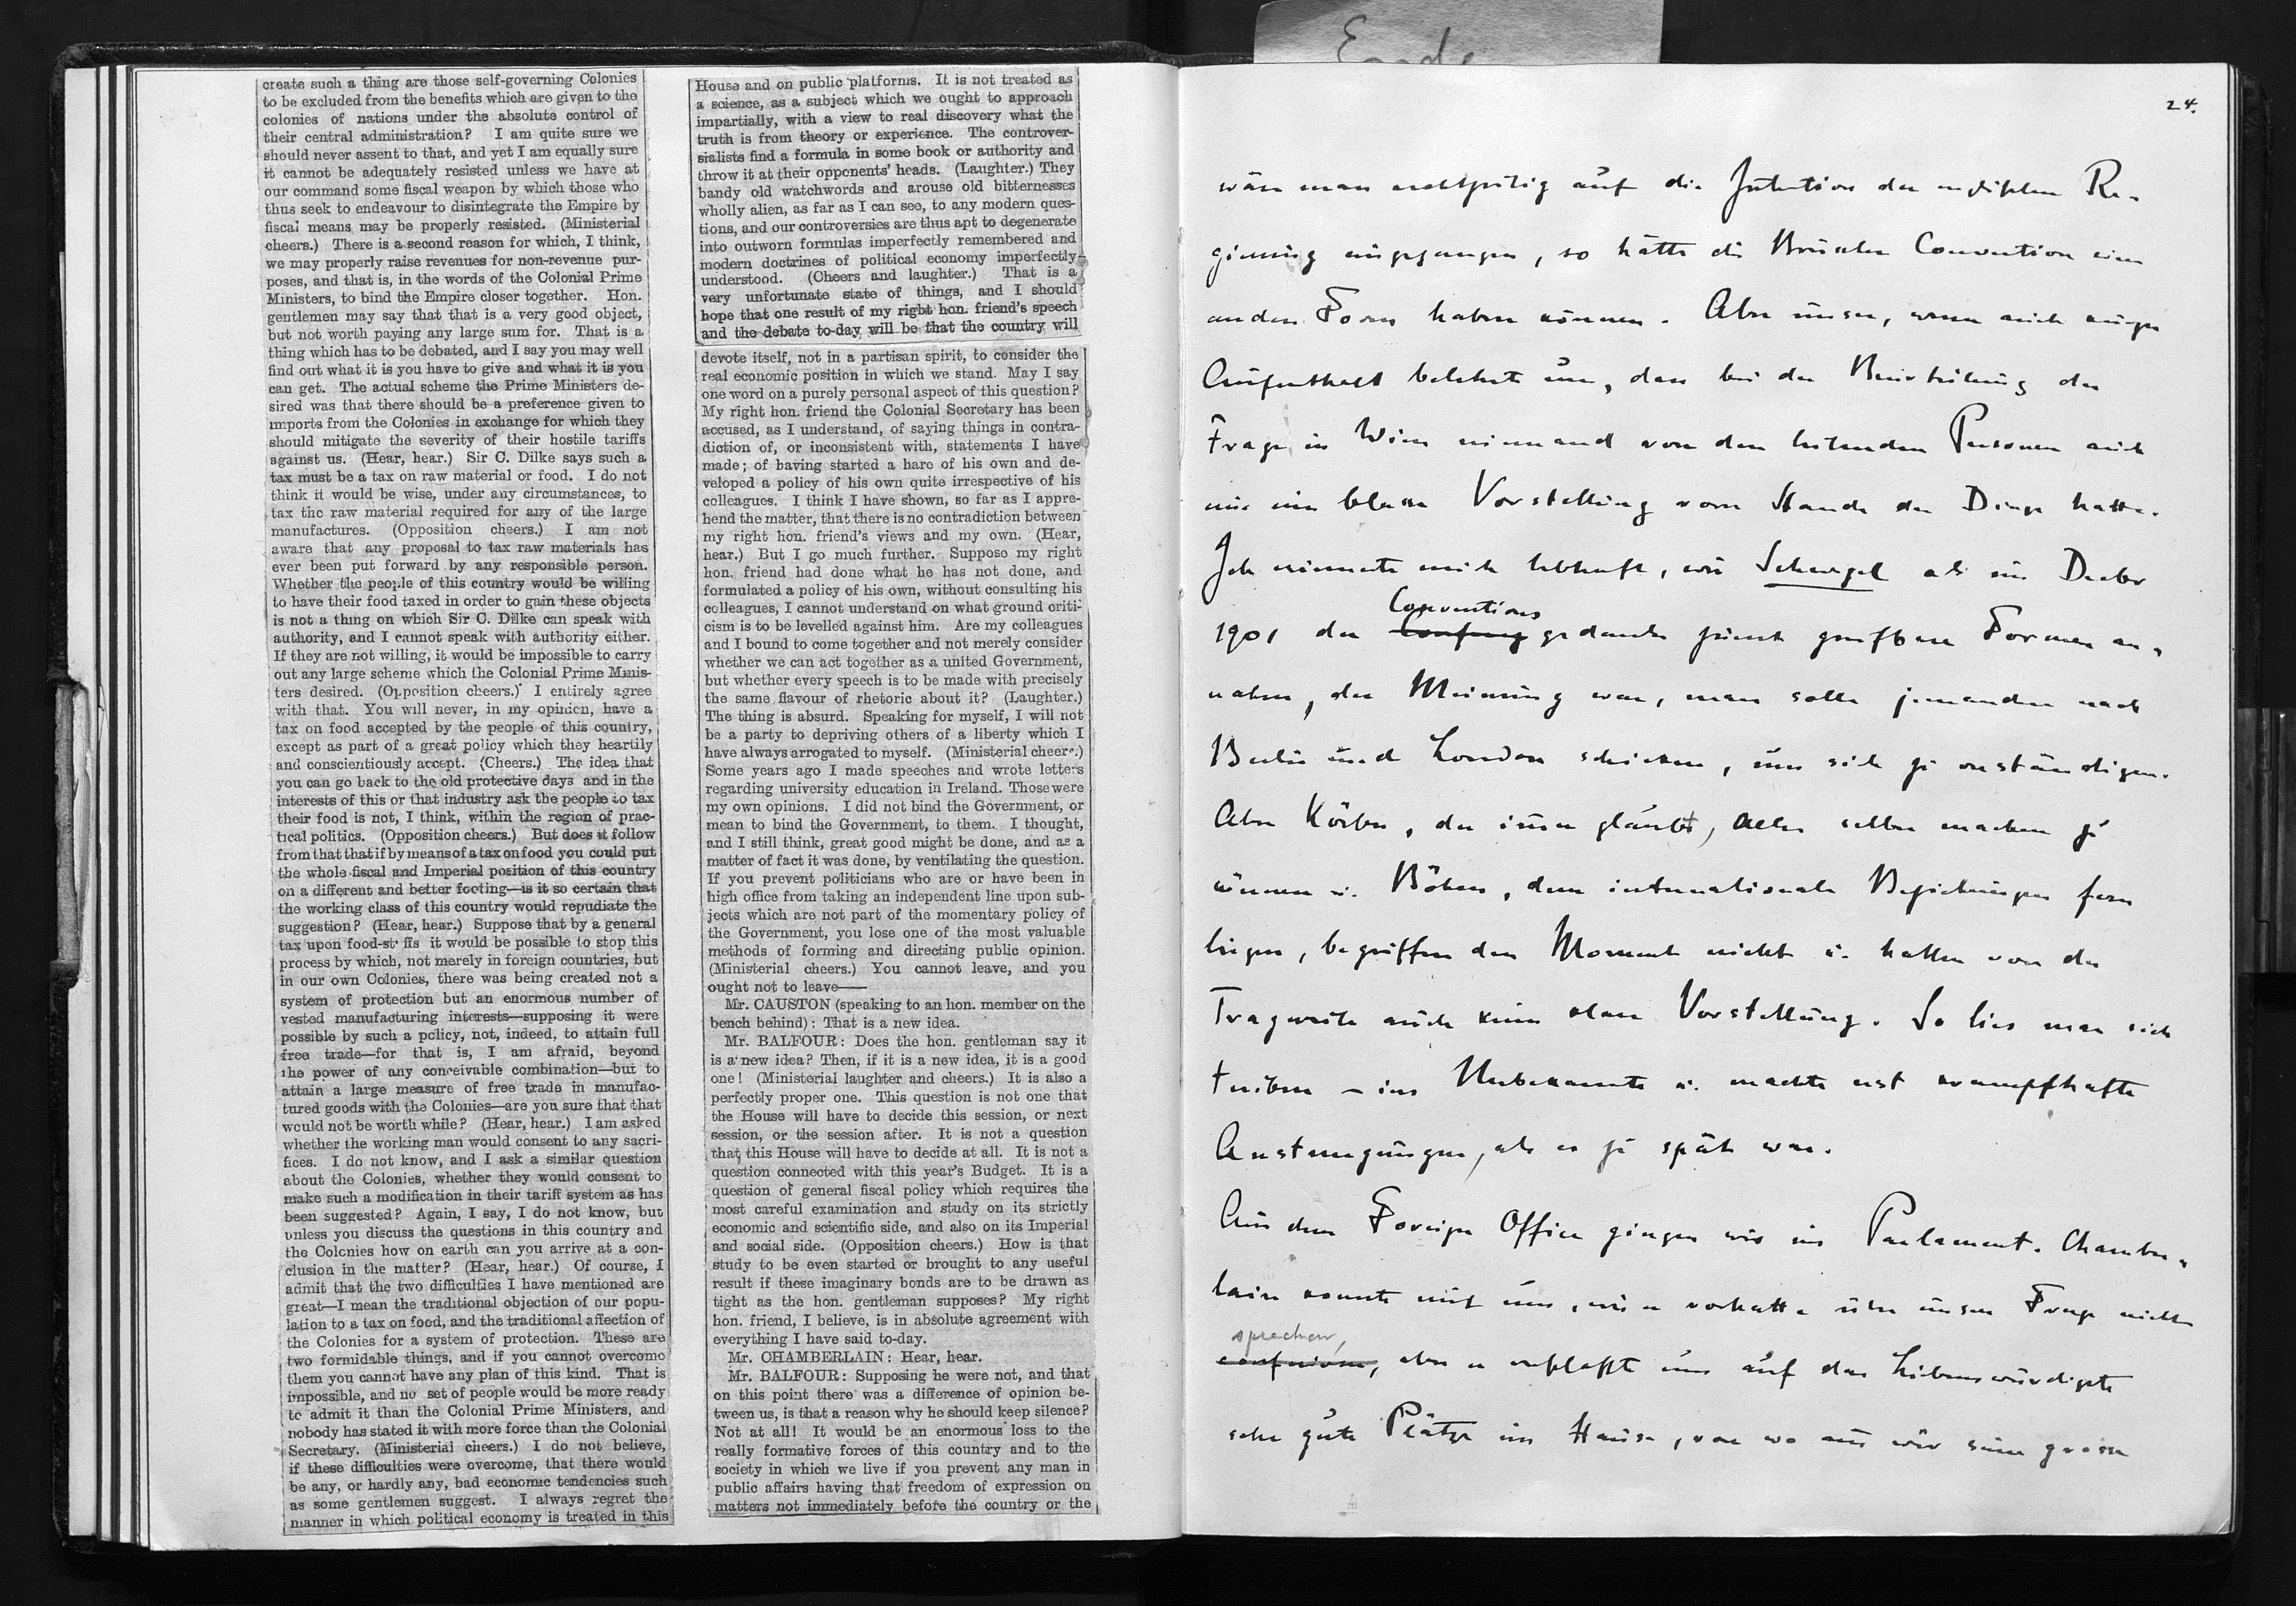 create such a thing are those self-governing Colonies
to be excluded from the benefits which are given to the
colonies of nations under the absolute control of
their central administration? I am quite sure we
should never assent to that, and yet I am equally sure
it cannot be adequately resisted unless we have at
our command some fiscal weapon by which those who
thus seek to endeavour to disintegrate the Empire by
fiscal means may be properly resisted. (Ministerial
cheers.) There is a second reason for which, I think,
we may properly raise revenues for non-revenue pur-
poses, and that is, in the words of the Colonial Prime
Ministers, to bind the Empire closer together. Hon.
gentlemen may say that that is a very good object,
but not worth paying any large sum for. That is a
thing which has to be debated, and I say you may well
find out what it is you have to give and what it is you
can get. The actual scheme the Prime Ministers de-
sired was that there should be a preference given to
imports from the Colonies in exchange for which they
should mitigate the severity of their hostile tariffs
against us. (Hear, hear.) Sir C. Dilke says such a
tax must be a tax on raw material or food. I do not
think it would be wise, under any circumstances, to
tax the raw material required for any of the large
manufactures. (Opposition cheers.) I am not
aware that any proposal to tax raw materials has
ever been put forward by any responsible person.
Whether the people of this country would be willing
to have their food taxed in order to gain these objects
is not a thing on which Sir C. Dilke can speak with
authority, and I cannot speak with authority either.
If they are not willing, it would be impossible to carry
out any large scheme which the Colonial Prime Minis-
ters desired. (Opposition cheers.) I entirely agree
with that. You will never, in my opinion, have a
tax on food accepted by the people of this country,
except as part of a great policy which they heartily
and conscientiously accept. (Cheers.) The idea that
you can go back to the old protective days and in the
interests of this or that industry ask the people to tax
their food is not, I think, within the region of prac-
tical politics. (Opposition cheers.) But does it follow
from that that if by means of a tax on food you could put
the whole fiscal and Imperial position of this country
on a different and better footing—is it so certain that
the working class of this country would repudiate the
suggestion? (Hear, hear.) Suppose that by a general
tax upon food-st ffs it would be possible to stop this
process by which, not merely in foreign countries, but
in our own Colonies, there was being created not a
system of protection but an enormous number of
vested manufacturing interests—supposing it were
possible by such a policy, not, indeed, to attain full
free trade—for that is, I am afraid, beyond
the power of any conceivable combination—but to
attain a large measure of free trade in manufac-
tured goods with the Colonies—are you sure that that
would not be worth while? (Hear, hear.) I am asked
whether the working man would consent to any sacri-
fices. I do not know, and I ask a similar question
about the Colonies, whether they would consent to
make such a modification in their tariff system as has
been suggested? Again, I say, I do not know, but
unless you discuss the questions in this country and
the Colonies how on earth can you arrive at a con-
clusion in the matter? (Hear, hear.) Of course, I
admit that the two difficulties I have mentioned are
great—I mean the traditional objection of our popu-
lation to a tax on food, and the traditional affection of
the Colonies for a system of protection. These are
two formidable things, and if you cannot overcome
them you cannot have any plan of this kind. That is
impossible, and no set of people would be more ready
to admit it than the Colonial Prime Ministers, and
nobody has stated it with more force than the Colonial
Secretary. (Ministerial cheers.) I do not believe,
if these difficulties were overcome, that there would
be any, or hardly any, bad economic tendencies such
as some gentlemen suggest. I always regret the
manner in which political economy is treated in this
House and on public platforms. It is not treated as
a science, as a subject which we ought to approach
impartially, with a view to real discovery what the
truth is from theory or experience. The controver-
sialists find a formula in some book or authority and
throw it at their opponents' heads. (Laughter.) They
bandy old watchwords and arouse old bitternesses
wholly alien, as far as I can see, to any modern ques-
tions, and our controversies are thus apt to degenerate
into outworn formulas imperfectly remembered and
modern doctrines of political economy imperfectly
understood. (Cheers and laughter.) That is a
very unfortunate state of things, and I should
hope that one result of my right hon. friend's speech
and the debate to-day will be that the country will
devote itself, not in a partisan spirit, to consider the
real economic position in which we stand. May I say
one word on a purely personal aspect of this question?
My right hon. friend the Colonial Secretary has been
accused, as I understand, of saying things in contra-
diction of, or inconsistent with, statements I have
made; of having started a hare of his own and de-
veloped a policy of his own quite irrespective of his
colleagues. I think I have shown, so far as I appre-
hend the matter, that there is no contradiction between
my right hon. friend's views and my own. (Hear,
hear.) But I go much further. Suppose my right
hon. friend had done what he has not done, and
formulated a policy of his own, without consulting his
colleagues, I cannot understand on what ground criti-
cism is to be levelled against him. Are my colleagues
and I bound to come together and not merely consider
whether we can act together as a united Government,
but whether every speech is to be made with precisely
the same flavour of rhetoric about it? (Laughter.)
The thing is absurd. Speaking for myself, I will not
be a party to depriving others of a liberty which I
have always arrogated to myself. (Ministerial cheers.)
Some years ago I made speeches and wrote letters
regarding university education in Ireland. Those were
my own opinions. I did not bind the Government, or
mean to bind the Government, to them. I thought,
and I still think, great good might be done, and as a
matter of fact it was done, by ventilating the question.
If you prevent politicians who are or have been in
high office from taking an independent line upon sub-
jects which are not part of the momentary policy of
the Government, you lose one of the most valuable
methods of forming and directing public opinion.
(Ministerial cheers.) You cannot leave, and you
ought not to leave——
Mr. CAUSTON (speaking to an hon. member on the
bench behind): That is a new idea.
Mr. BALFOUR: Does the hon. gentleman say it
is a new idea? Then, if it is a new idea, it is a good
one! (Ministerial laughter and cheers.) It is also a
perfectly proper one. This question is not one that
the House will have to decide this session, or next
session, or the session after. It is not a question
that this House will have to decide at all. It is not a
question connected with this year's Budget. It is a
question of general fiscal policy which requires the
most careful examination and study on its strictly
economic and scientific side, and also on its Imperial
and social side. (Opposition cheers.) How is that
study to be even started or brought to any useful
result if these imaginary bonds are to be drawn as
tight as the hon. gentleman supposes? My right
hon. friend, I believe, is in absolute agreement with
everything I have said to-day.
Mr. CHAMBERLAIN: Hear, hear.
Mr. BALFOUR: Supposing he were not, and that
on this point there was a difference of opinion be-
tween us, is that a reason why he should keep silence?
Not at all! It would be an enormous loss to the
really formative forces of this country and to the
society in which we live if you prevent any man in
public affairs having that freedom of expression on
matters not immediately before the country or the
Ende
24.
wäre man rechtzeitig auf die Intention der englischen Re-
gierung eingegangen, so hätte die Brüsseler Convention eine
andere Form haben können. Aber unser, wenn auch kurzer
Aufenthalt belehrte uns, dass bei der Beurteilung der
Frage in Wien niemand von den leitenden Personen auch
nur eine blasse Vorstellung vom Stande der Dinge hatte.
Ich erinnerte mich lebhaft, wie Schwegel als im Dezbr
1901 der Conventions
gedanke zuerst greifbare Formen an-
nahm, der Meinung war, man solle jemanden nach
Berlin und London schicken, um sich zu verständigen.
Aber Körber, der immer glaubt, Alles selber machen zu
können u. Böhm, dem internationale Beziehungen fern
liegen, begriffen den Moment nicht u. hatten von der
Tragweite auch keine klare Vorstellung. So liess man sich
treiben – ins Unbekannte u. machte erst krampfhafte
Anstrengungen, als es zu spät war.
Aus dem Foreign Office gingen wir ins Parlament. Chamber-
lain konnte mit uns, wie er vorhatte über unsere Frage nicht
sprechen,
aber er verschafft uns auf das Liebenswürdigste
sehr gute Plätze im Hause, von wo aus wir seine grosse